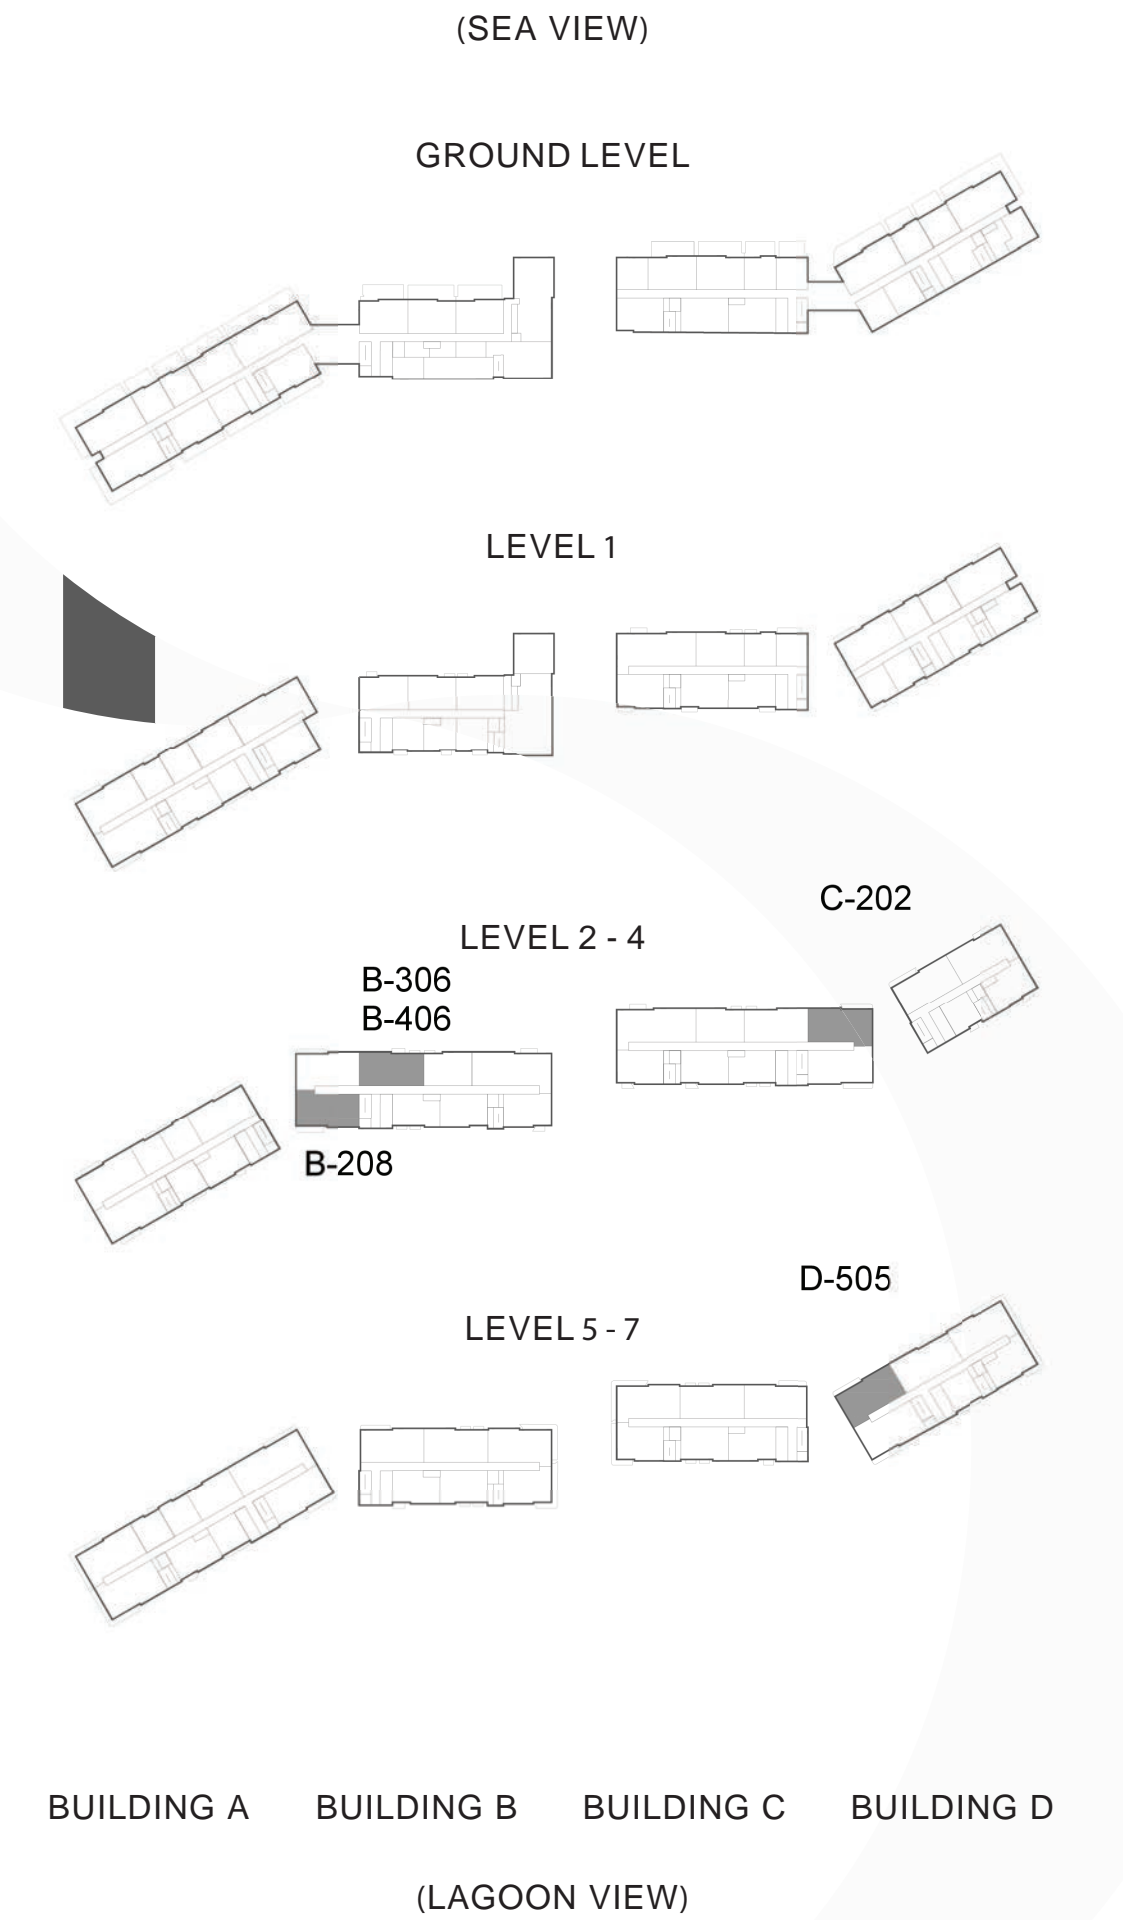 (SEA VIEW)
GROUND LEVEL
LEVEL 1
C-202
LEVEL 2 - 4
B-306
B-406
B-208
D-505
LEVEL 5 - 7
BUILDING A BUILDING B BUILDING C BUILDING D
(LAGOON VIEW)